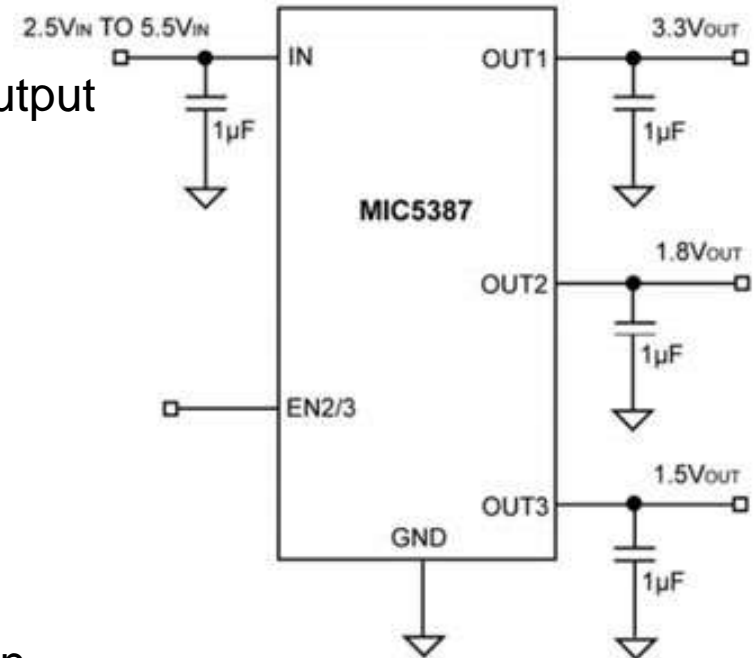 2.5VIN TO 5.5VIN
3.3VOUT
IN
OUT1
utput
1µF
1µF
MIC5387
1.8VOUT
OUT2
1µF
EN2/3
1.5VOUT
OUT3
GND
1µF